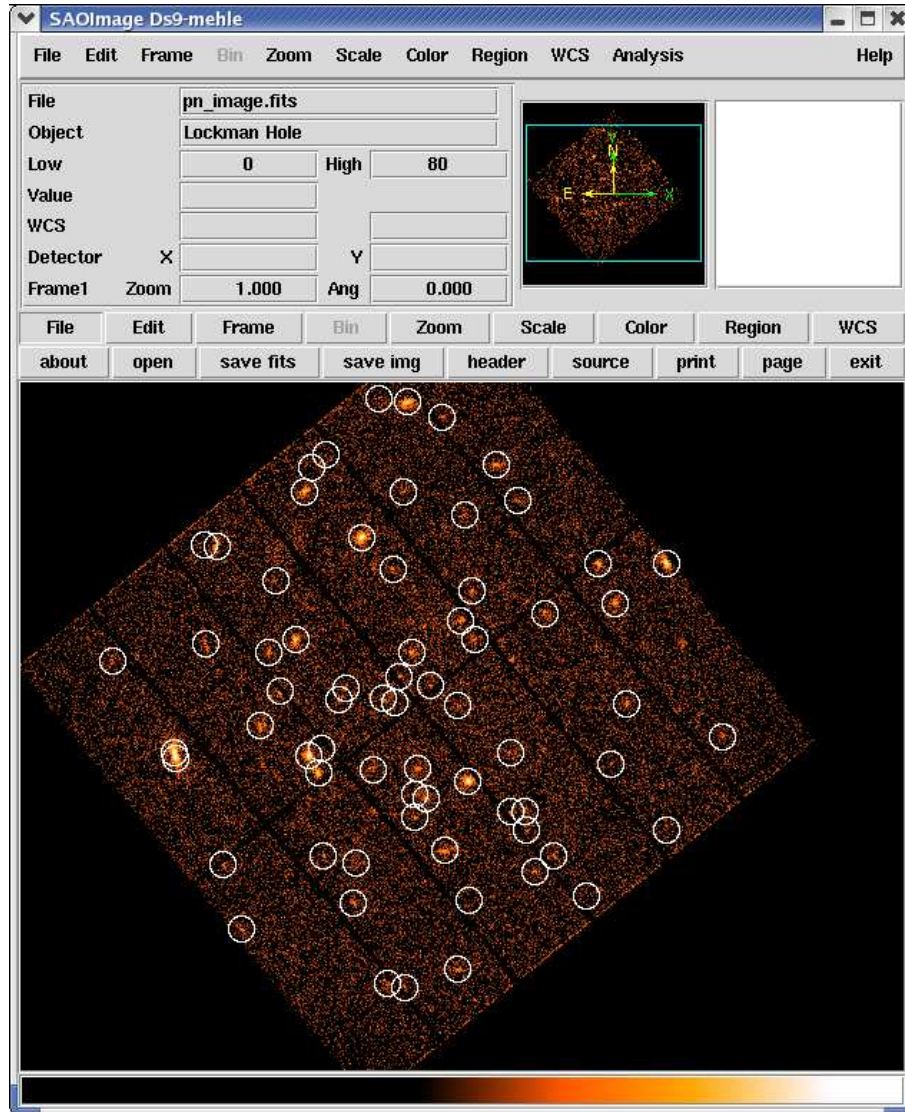 SAOImage Ds9-mehle
File Edit Frame Bin Zoom Scale Color Region WCS Analysis Help
File pn_image.fits
Object Lockman Hole
Low 0 High 80
Value
WCS
Detector X Y
Frame1 Zoom 1.000 Ang 0.000
Y
N
E X
File Edit Frame Bin Zoom Scale Color Region WCS
about open save fits save img header source print page exit